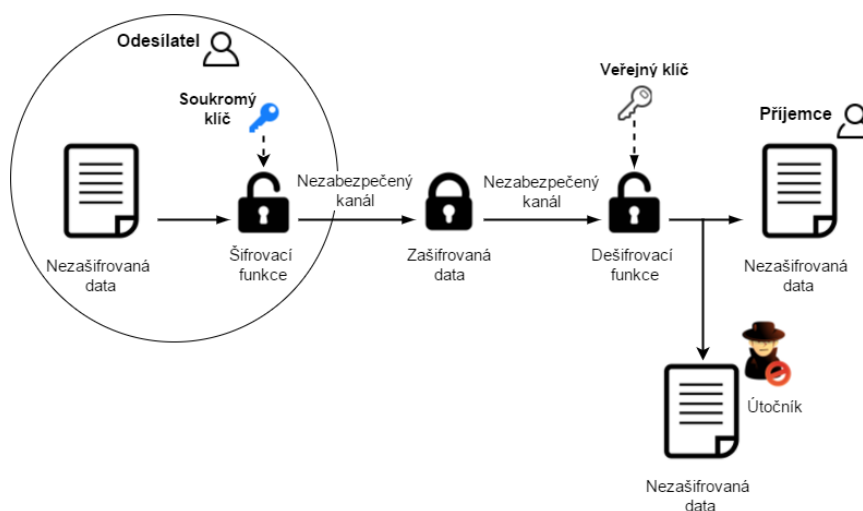 Odesílatel
Soukromý
klíč
Veřejný klíč
Příjemce
Nezabezpečený
kanál
Nezabezpečený
kanál
Nezašifrovaná
data
Šifrovací
funkce
Zašifrovaná
data
Dešifrovací
funkce
Nezašifrovaná
data
Útočník
Nezašifrovaná
data